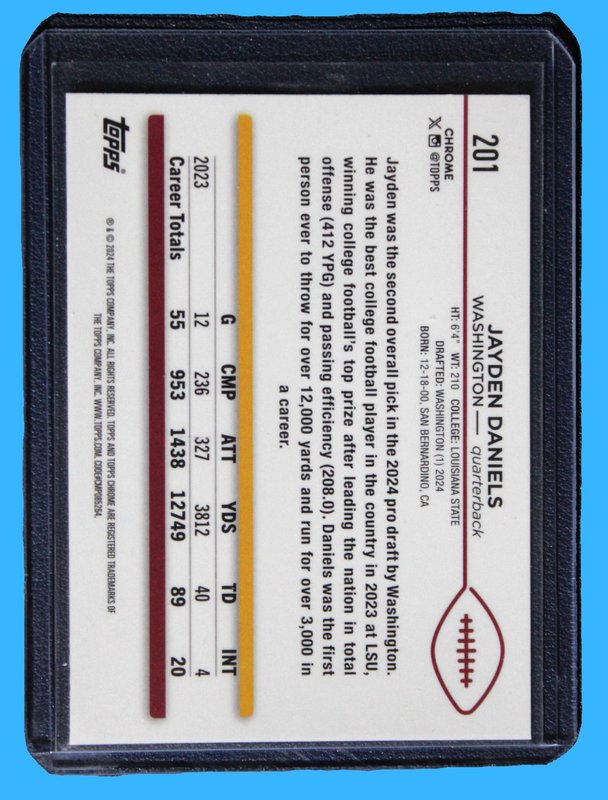 201
CHROME
@TOPPS
JAYDEN DANIELS
WASHINGTON — quarterback
HT: 6'4" WT: 210 COLLEGE: LOUISIANA STATE
DRAFTED: WASHINGTON (1) 2024
BORN: 12-18-00, SAN BERNARDINO, CA
Jayden was the second overall pick in the 2024 pro draft by Washington.
He was the best college football player in the country in 2023 at LSU,
winning college football's top prize after leading the nation in total
offense (412 YPG) and passing efficiency (208.0). Daniels was the first
person ever to throw for over 12,000 yards and run for over 3,000 in
a career.
G CMP ATT YDS TD INT
2023 12 236 327 3812 40 4
Career Totals 55 953 1438 12749 89 20
TOPPS®
® & © 2024 THE TOPPS COMPANY, INC. ALL RIGHTS RESERVED. TOPPS AND TOPPS CHROME ARE REGISTERED TRADEMARKS OF
THE TOPPS COMPANY, INC. WWW.TOPPS.COM.